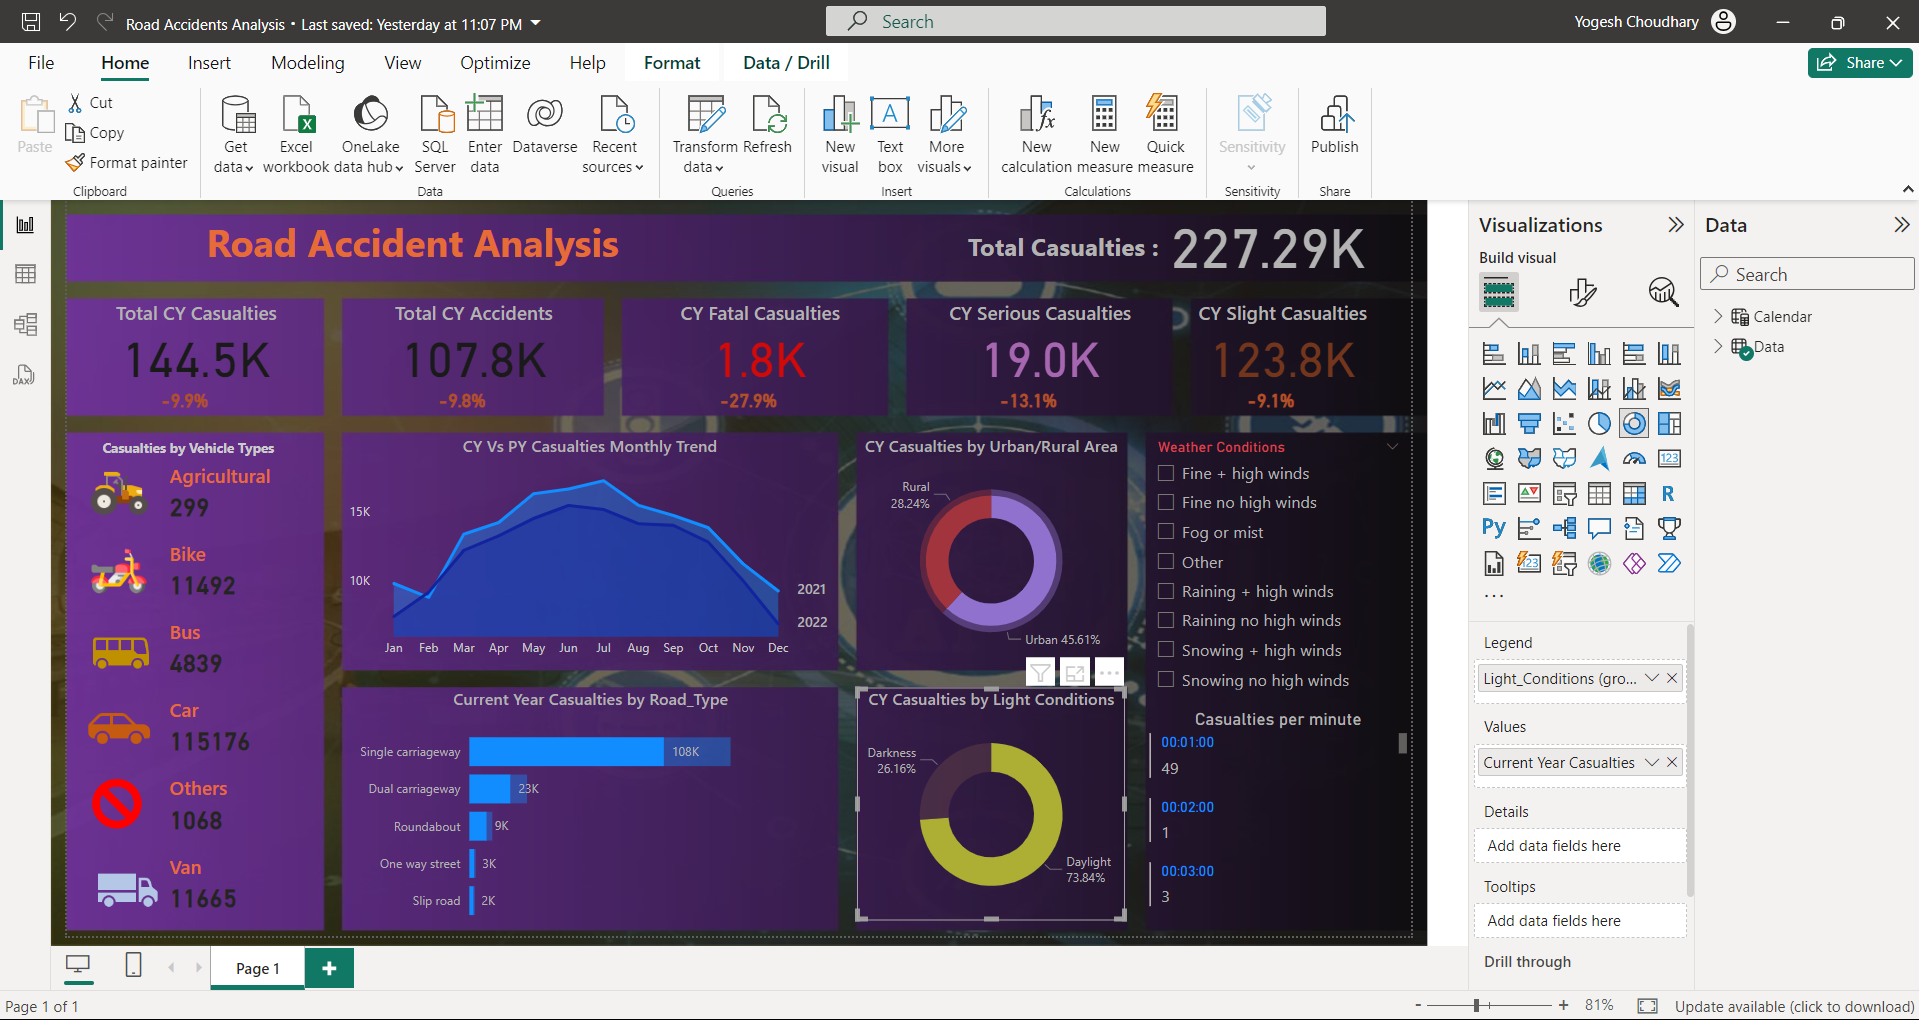 Road Accidents Analysis • Last saved: Yesterday at 11:07 PM
Search
Yogesh Choudhary
File Home Insert Modeling View Optimize Help Format Data / Drill
Share
Paste
Cut
Copy
Format painter
Clipboard
Get data
Excel workbook
OneLake data hub
SQL Server
Enter data
Dataverse
Recent sources
Data
Transform data
Refresh
Queries
New visual
Text box
More visuals
Insert
New calculation
New measure
Quick measure
Calculations
Sensitivity
Sensitivity
Publish
Share
Road Accident Analysis
Total Casualties : 227.29K
Total CY Casualties
144.5K
-9.9%
Total CY Accidents
107.8K
-9.8%
CY Fatal Casualties
1.8K
-27.9%
CY Serious Casualties
19.0K
-13.1%
CY Slight Casualties
123.8K
-9.1%
Casualties by Vehicle Types
Agricultural
299
Bike
11492
Bus
4839
Car
115176
Others
1068
Van
11665
CY Vs PY Casualties Monthly Trend
15K
10K
2021
2022
Jan Feb Mar Apr May Jun Jul Aug Sep Oct Nov Dec
CY Casualties by Urban/Rural Area
Rural
28.24%
Urban 45.61%
Weather Conditions
Fine + high winds
Fine no high winds
Fog or mist
Other
Raining + high winds
Raining no high winds
Snowing + high winds
Snowing no high winds
Current Year Casualties by Road_Type
Single carriageway 108K
Dual carriageway 23K
Roundabout 9K
One way street 3K
Slip road 2K
CY Casualties by Light Conditions
Darkness
26.16%
Daylight
73.84%
Casualties per minute
00:01:00
49
00:02:00
1
00:03:00
3
Visualizations
Build visual
123
R
Py
123
...
Legend
Light_Conditions (gro...
Values
Current Year Casualties
Details
Add data fields here
Tooltips
Add data fields here
Drill through
Data
Search
Calendar
Data
DAX
Page 1
Page 1 of 1
- + 81%
Update available (click to download)